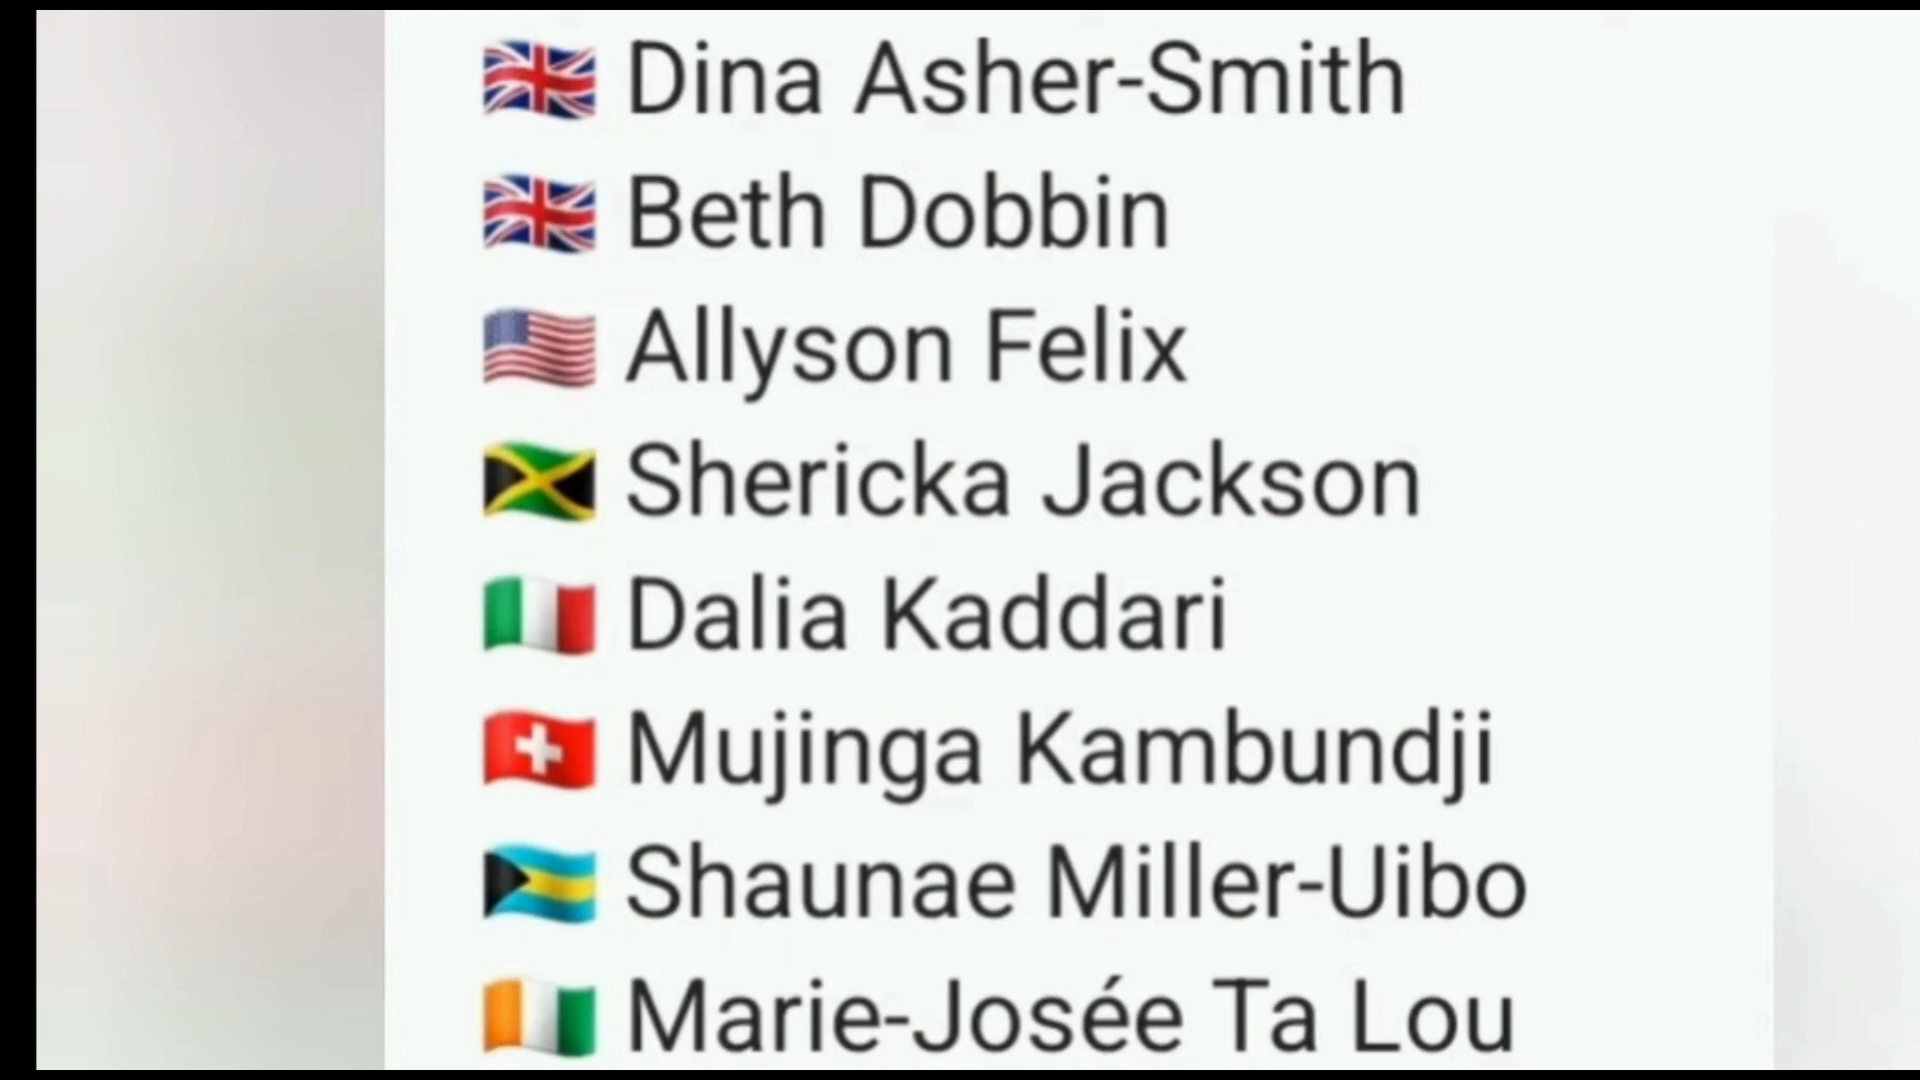 Dina Asher-Smith
Beth Dobbin
Allyson Felix
Shericka Jackson
Dalia Kaddari
Mujinga Kambundji
Shaunae Miller-Uibo
Marie-Josée Ta Lou